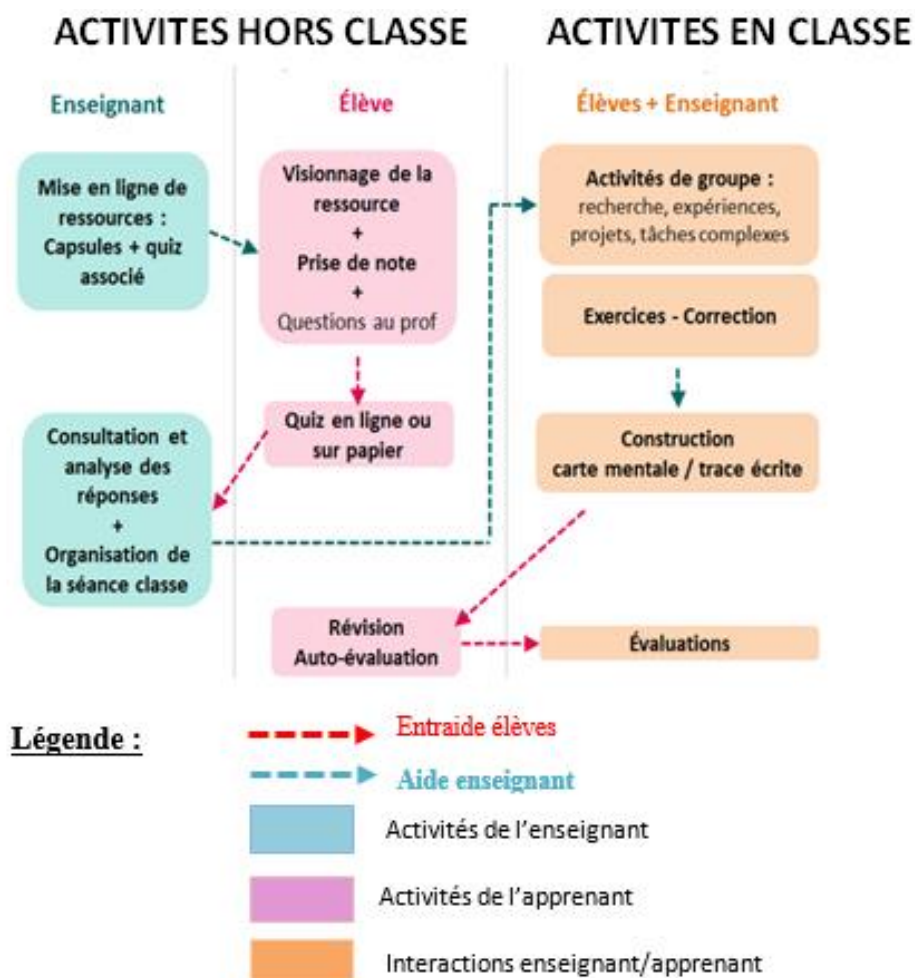 ACTIVITES HORS CLASSE
ACTIVITES EN CLASSE
Enseignant
Élève
Élèves + Enseignant
Mise en ligne de
ressources :
Capsules + quiz
associé
Visionnage de la
ressource
+
Prise de note
+
Questions au prof
Activités de groupe :
recherche, expériences,
projets, tâches complexes
Exercices - Correction
Consultation et
analyse des
réponses
+
Organisation de
la séance classe
Quiz en ligne ou
sur papier
Construction
carte mentale / trace écrite
Révision
Auto-évaluation
Évaluations
Légende :
Entraide élèves
Aide enseignant
Activités de l'enseignant
Activités de l'apprenant
Interactions enseignant/apprenant